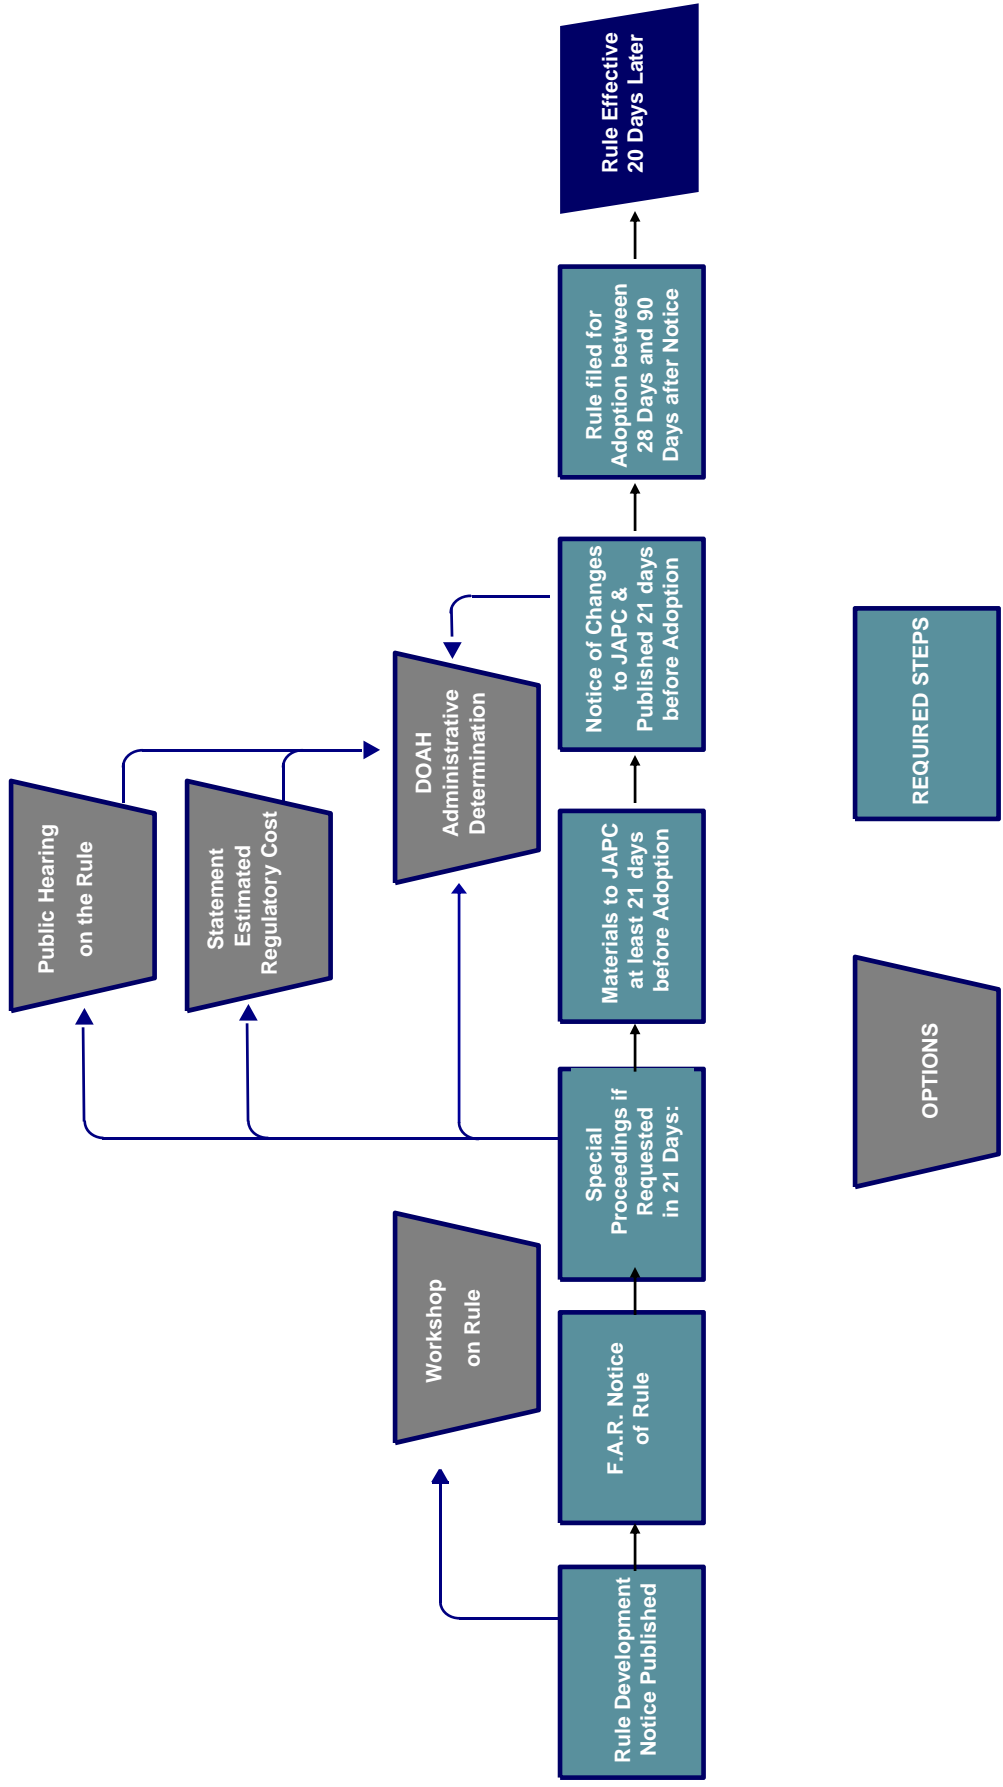 Public Hearing
on the Rule
Statement
Estimated
Regulatory Cost
Workshop
on Rule
DOAH
Administrative
Determination
Rule Development
Notice Published
F.A.R. Notice
of Rule
Special
Proceedings if
Requested
in 21 Days:
Materials to JAPC
at least 21 days
before Adoption
Notice of Changes
to JAPC &
Published 21 days
before Adoption
Rule filed for
Adoption between
28 Days and 90
Days after Notice
Rule Effective
20 Days Later
OPTIONS
REQUIRED STEPS